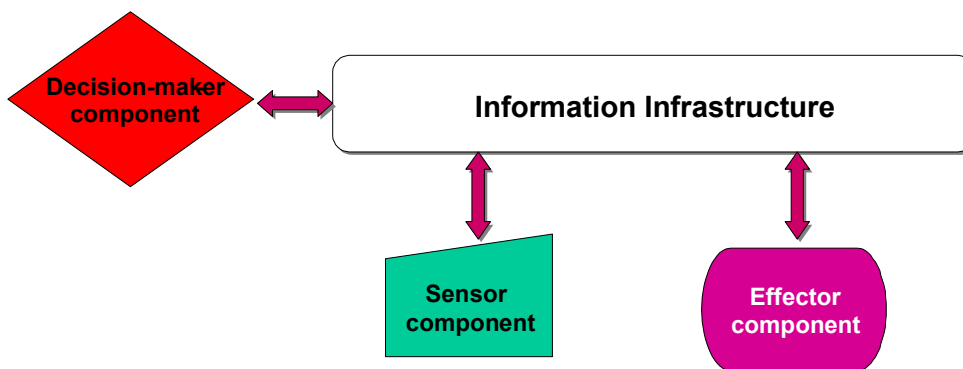 Decision-maker
component
Information Infrastructure
Sensor
component
Effector
component